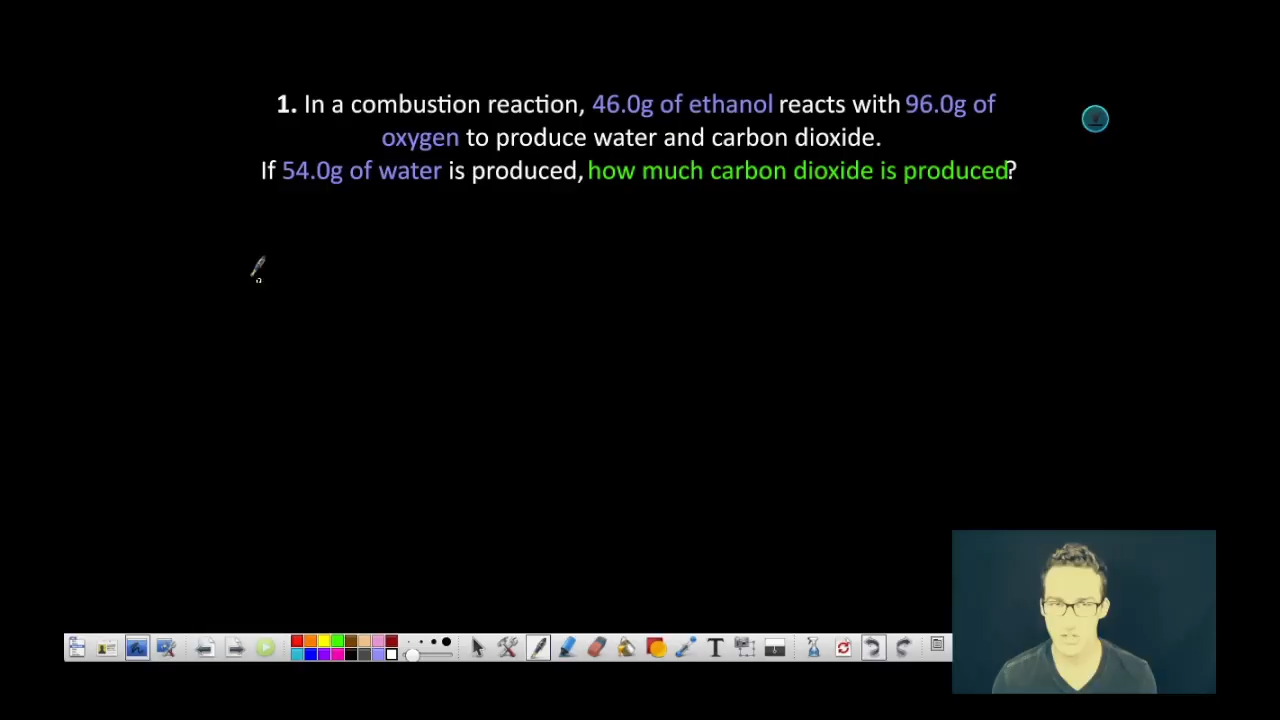 1. In a combustion reaction, 46.0g of ethanol reacts with 96.0g of
oxygen to produce water and carbon dioxide.
If 54.0g of water is produced, how much carbon dioxide is produced?
T